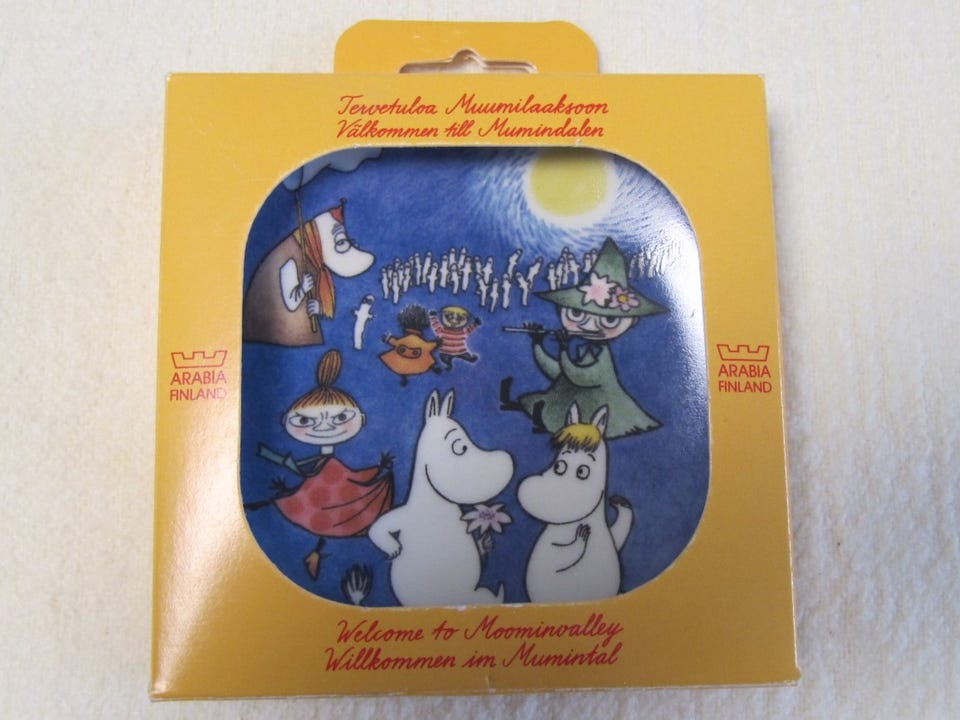 Tervetuloa Muumilaaksoon
Välkommen till Mumindalen
ARABIA
FINLAND
ARABIA
FINLAND
Welcome to Moominvalley
Willkommen im Mumintal